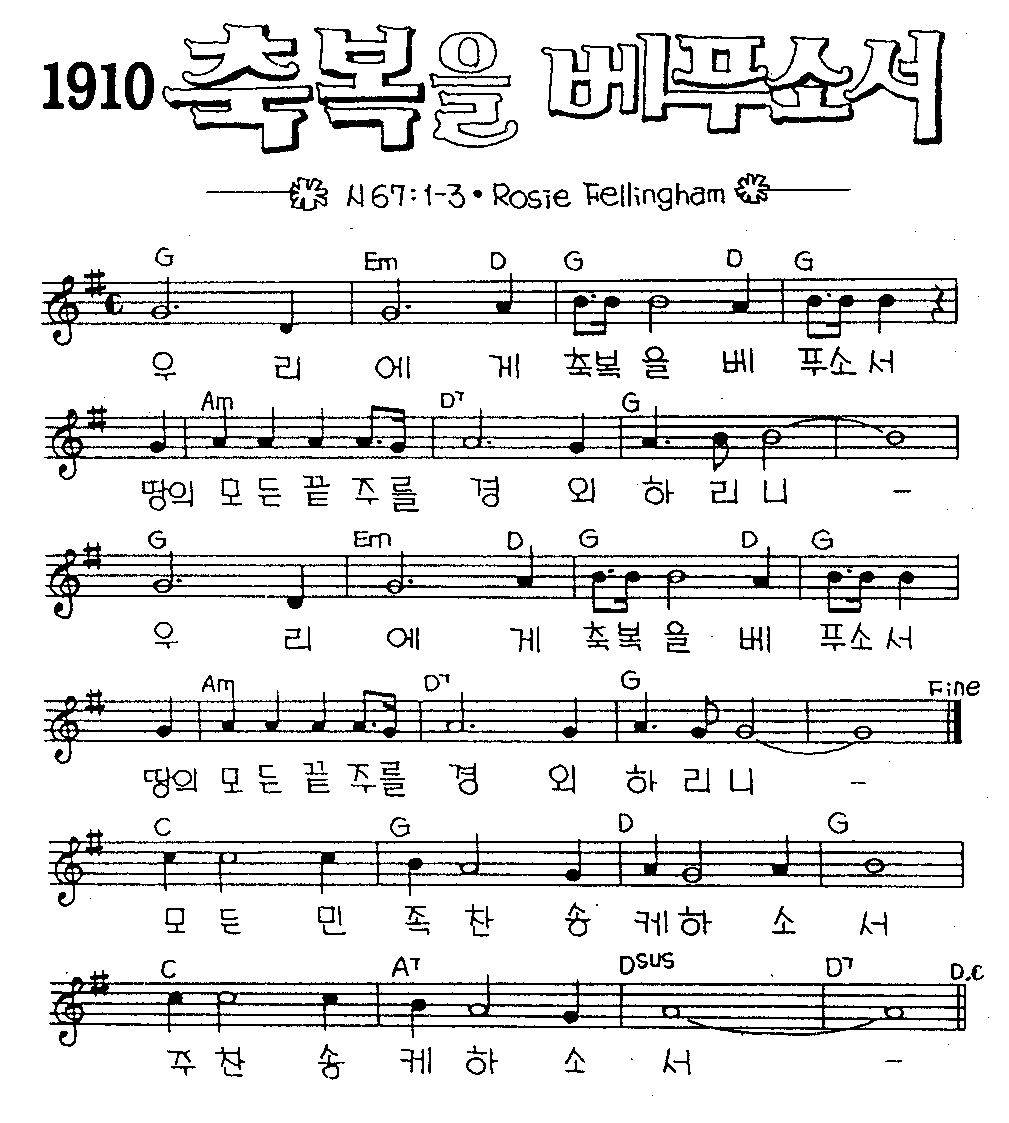 1910 축복을 베푸소서
시67:1-3 • Rosie Fellingham
G Em D G D G
우 리 에 게 축복을 베 푸소서
Am D7 G
땅의 모든 끝 주를 경 외 하 리 니 -
G Em D G D G
우 리 에 게 축복을 베 푸소서
Am D7 G Fine
땅의 모든 끝 주를 경 외 하 리 니 -
C G D G
모 든 민 족 찬 송 케하 소 서
C A7 Dsus D7 D.C
주 찬 송 케 하 소 서 -